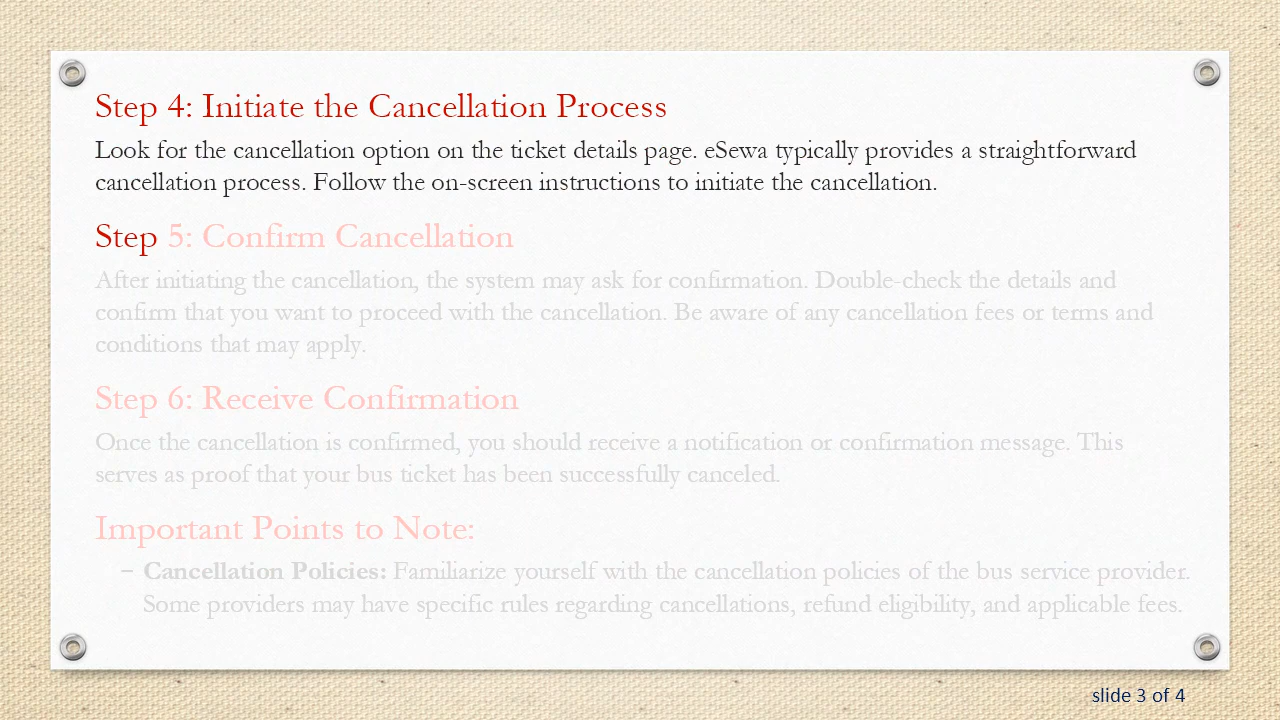 Step 4: Initiate the Cancellation Process
Look for the cancellation option on the ticket details page. eSewa typically provides a straightforward
cancellation process. Follow the on-screen instructions to initiate the cancellation.
Step 5: Confirm Cancellation
After initiating the cancellation, the system may ask for confirmation. Double-check the details and
confirm that you want to proceed with the cancellation. Be aware of any cancellation fees or terms and
conditions that may apply.
Step 6: Receive Confirmation
Once the cancellation is confirmed, you should receive a notification or confirmation message. This
serves as proof that your bus ticket has been successfully canceled.
Important Points to Note:
– Cancellation Policies: Familiarize yourself with the cancellation policies of the bus service provider.
Some providers may have specific rules regarding cancellations, refund eligibility, and applicable fees.
slide 3 of 4